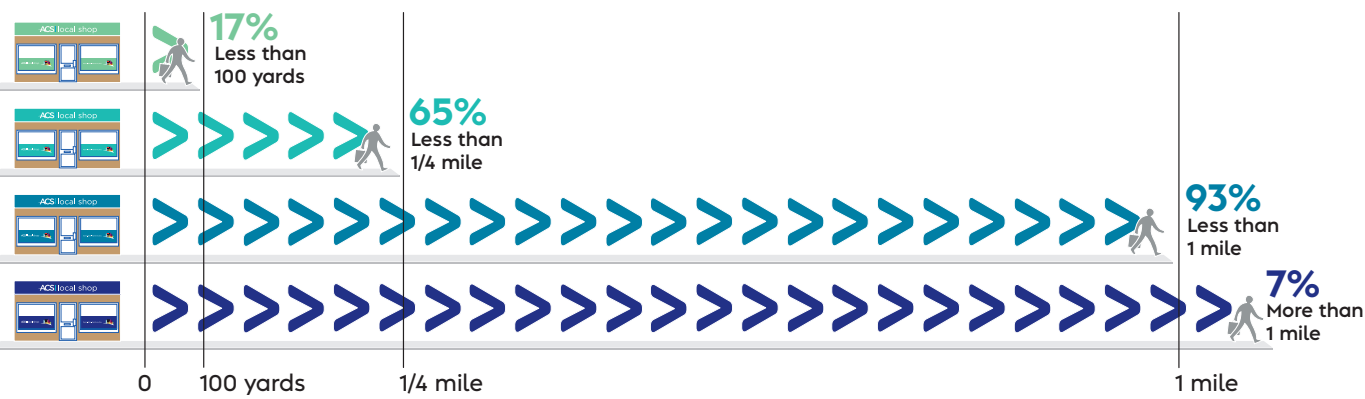 ACS local shop
17%
Less than
100 yards
ACS local shop
65%
Less than
1/4 mile
ACS local shop
93%
Less than
1 mile
ACS local shop
7%
More than
1 mile
0
100 yards
1/4 mile
1 mile